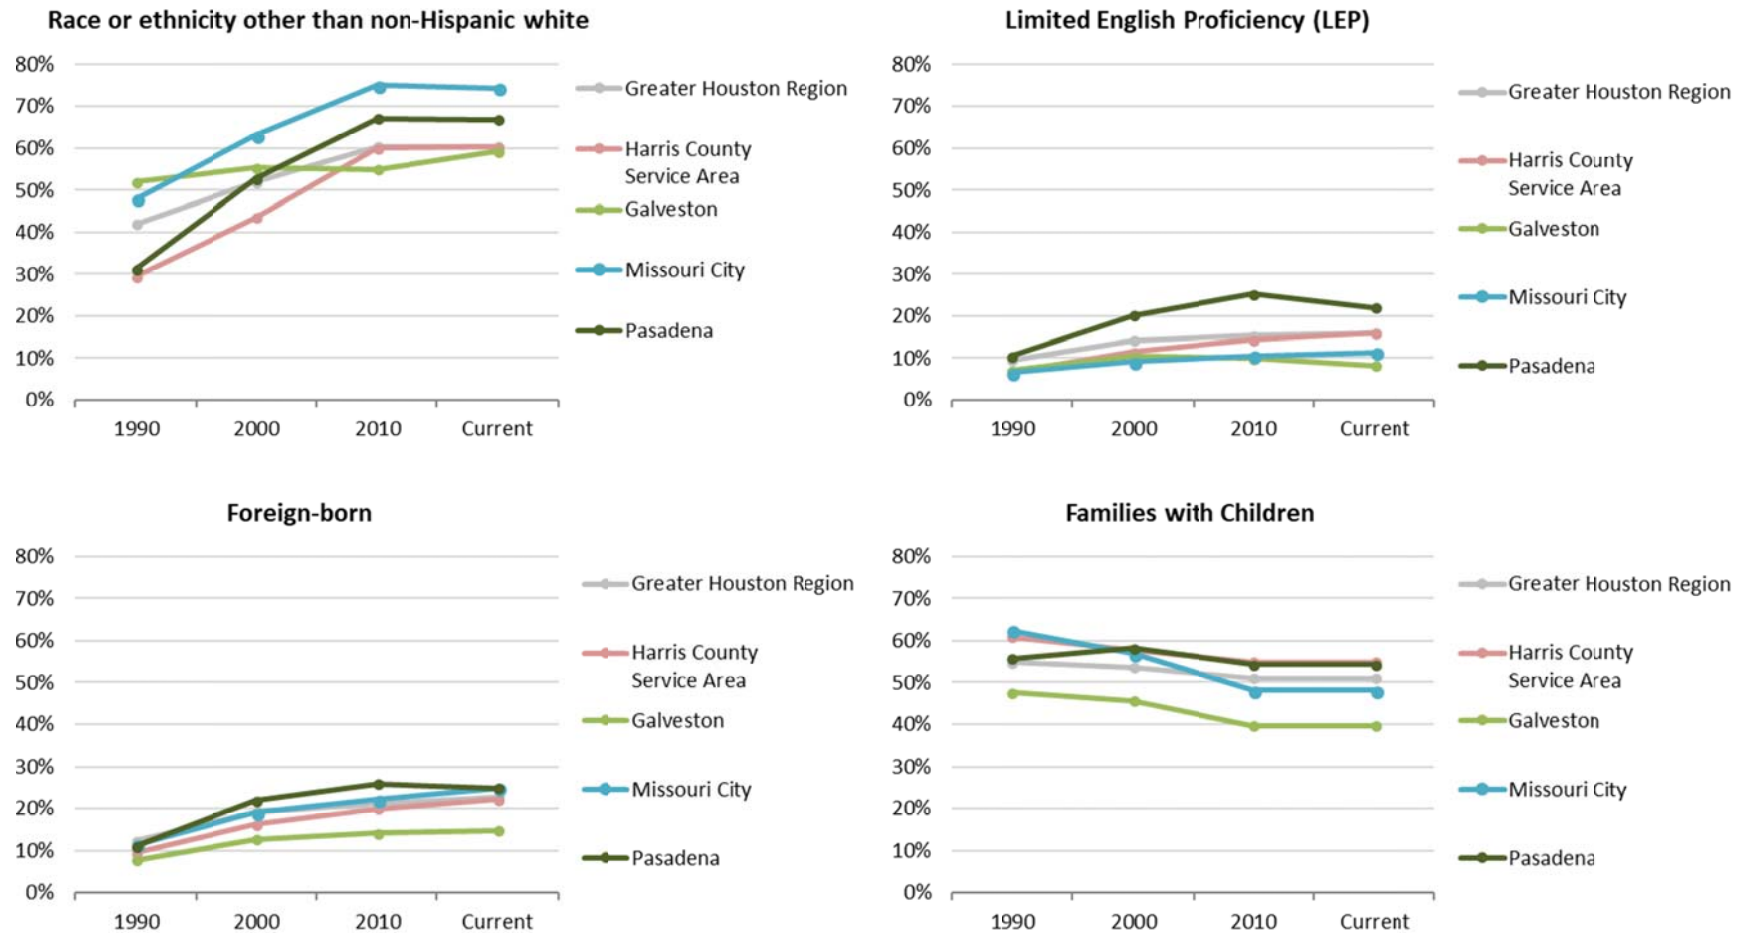 Race or ethnicity other than non-Hispanic white
80%
70%
60%
50%
40%
30%
20%
10%
0%
1990 2000 2010 Current
Greater Houston Region
Harris County
Service Area
Galveston
Missouri City
Pasadena
Limited English Proficiency (LEP)
80%
70%
60%
50%
40%
30%
20%
10%
0%
1990 2000 2010 Current
Greater Houston Region
Harris County
Service Area
Galveston
Missouri City
Pasadena
Foreign-born
80%
70%
60%
50%
40%
30%
20%
10%
0%
1990 2000 2010 Current
Greater Houston Region
Harris County
Service Area
Galveston
Missouri City
Pasadena
Families with Children
80%
70%
60%
50%
40%
30%
20%
10%
0%
1990 2000 2010 Current
Greater Houston Region
Harris County
Service Area
Galveston
Missouri City
Pasadena